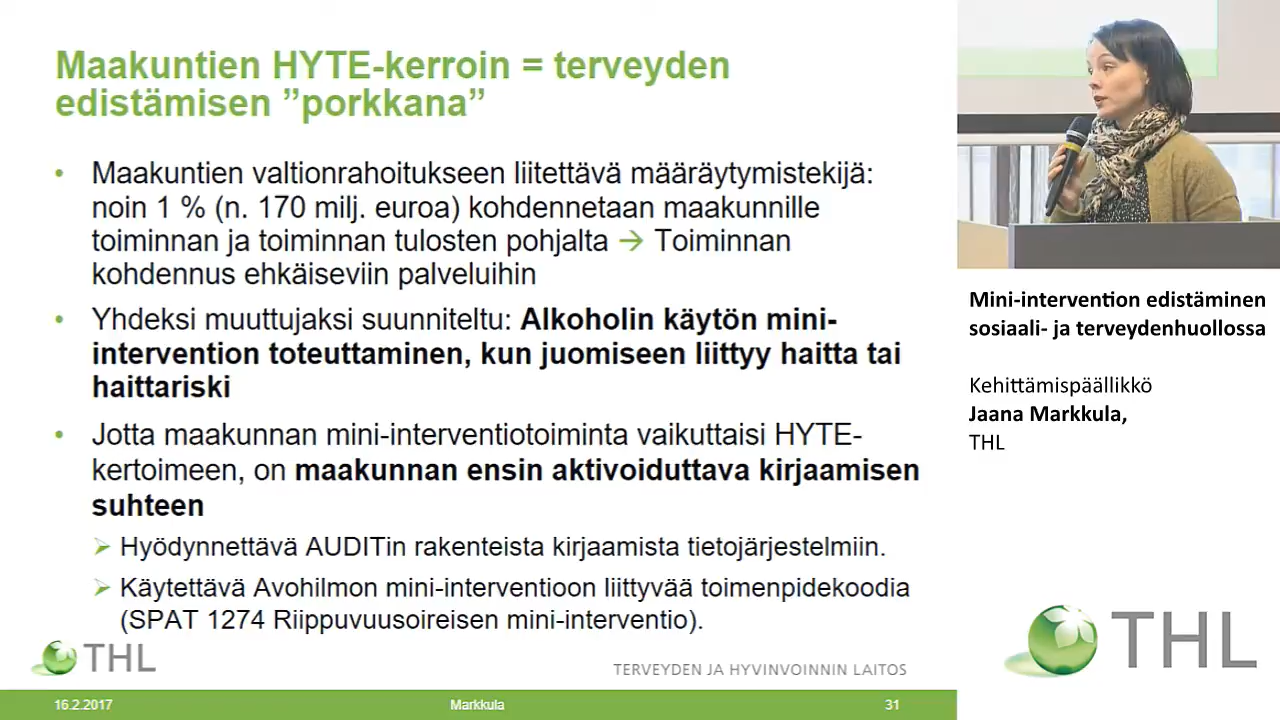 Maakuntien HYTE-kerroin = terveyden
edistämisen ”porkkana”
• Maakuntien valtionrahoitukseen liitettävä määräytymistekijä:
noin 1 % (n. 170 milj. euroa) kohdennetaan maakunnille
toiminnan ja toiminnan tulosten pohjalta → Toiminnan
kohdennus ehkäiseviin palveluihin
• Yhdeksi muuttujaksi suunniteltu: Alkoholin käytön mini-
intervention toteuttaminen, kun juomiseen liittyy haitta tai
haittariski
• Jotta maakunnan mini-interventiotoiminta vaikuttaisi HYTE-
kertoimeen, on maakunnan ensin aktivoiduttava kirjaamisen
suhteen
➢ Hyödynnettävä AUDITin rakenteista kirjaamista tietojärjestelmiin.
➢ Käytettävä Avohilmon mini-interventioon liittyvää toimenpidekoodia
(SPAT 1274 Riippuvuusoireisen mini-interventio).
THL
TERVEYDEN JA HYVINVOINNIN LAITOS
16.2.2017
Markkula
31
Mini-intervention edistäminen
sosiaali- ja terveydenhuollossa
Kehittämispäällikkö
Jaana Markkula,
THL
THL